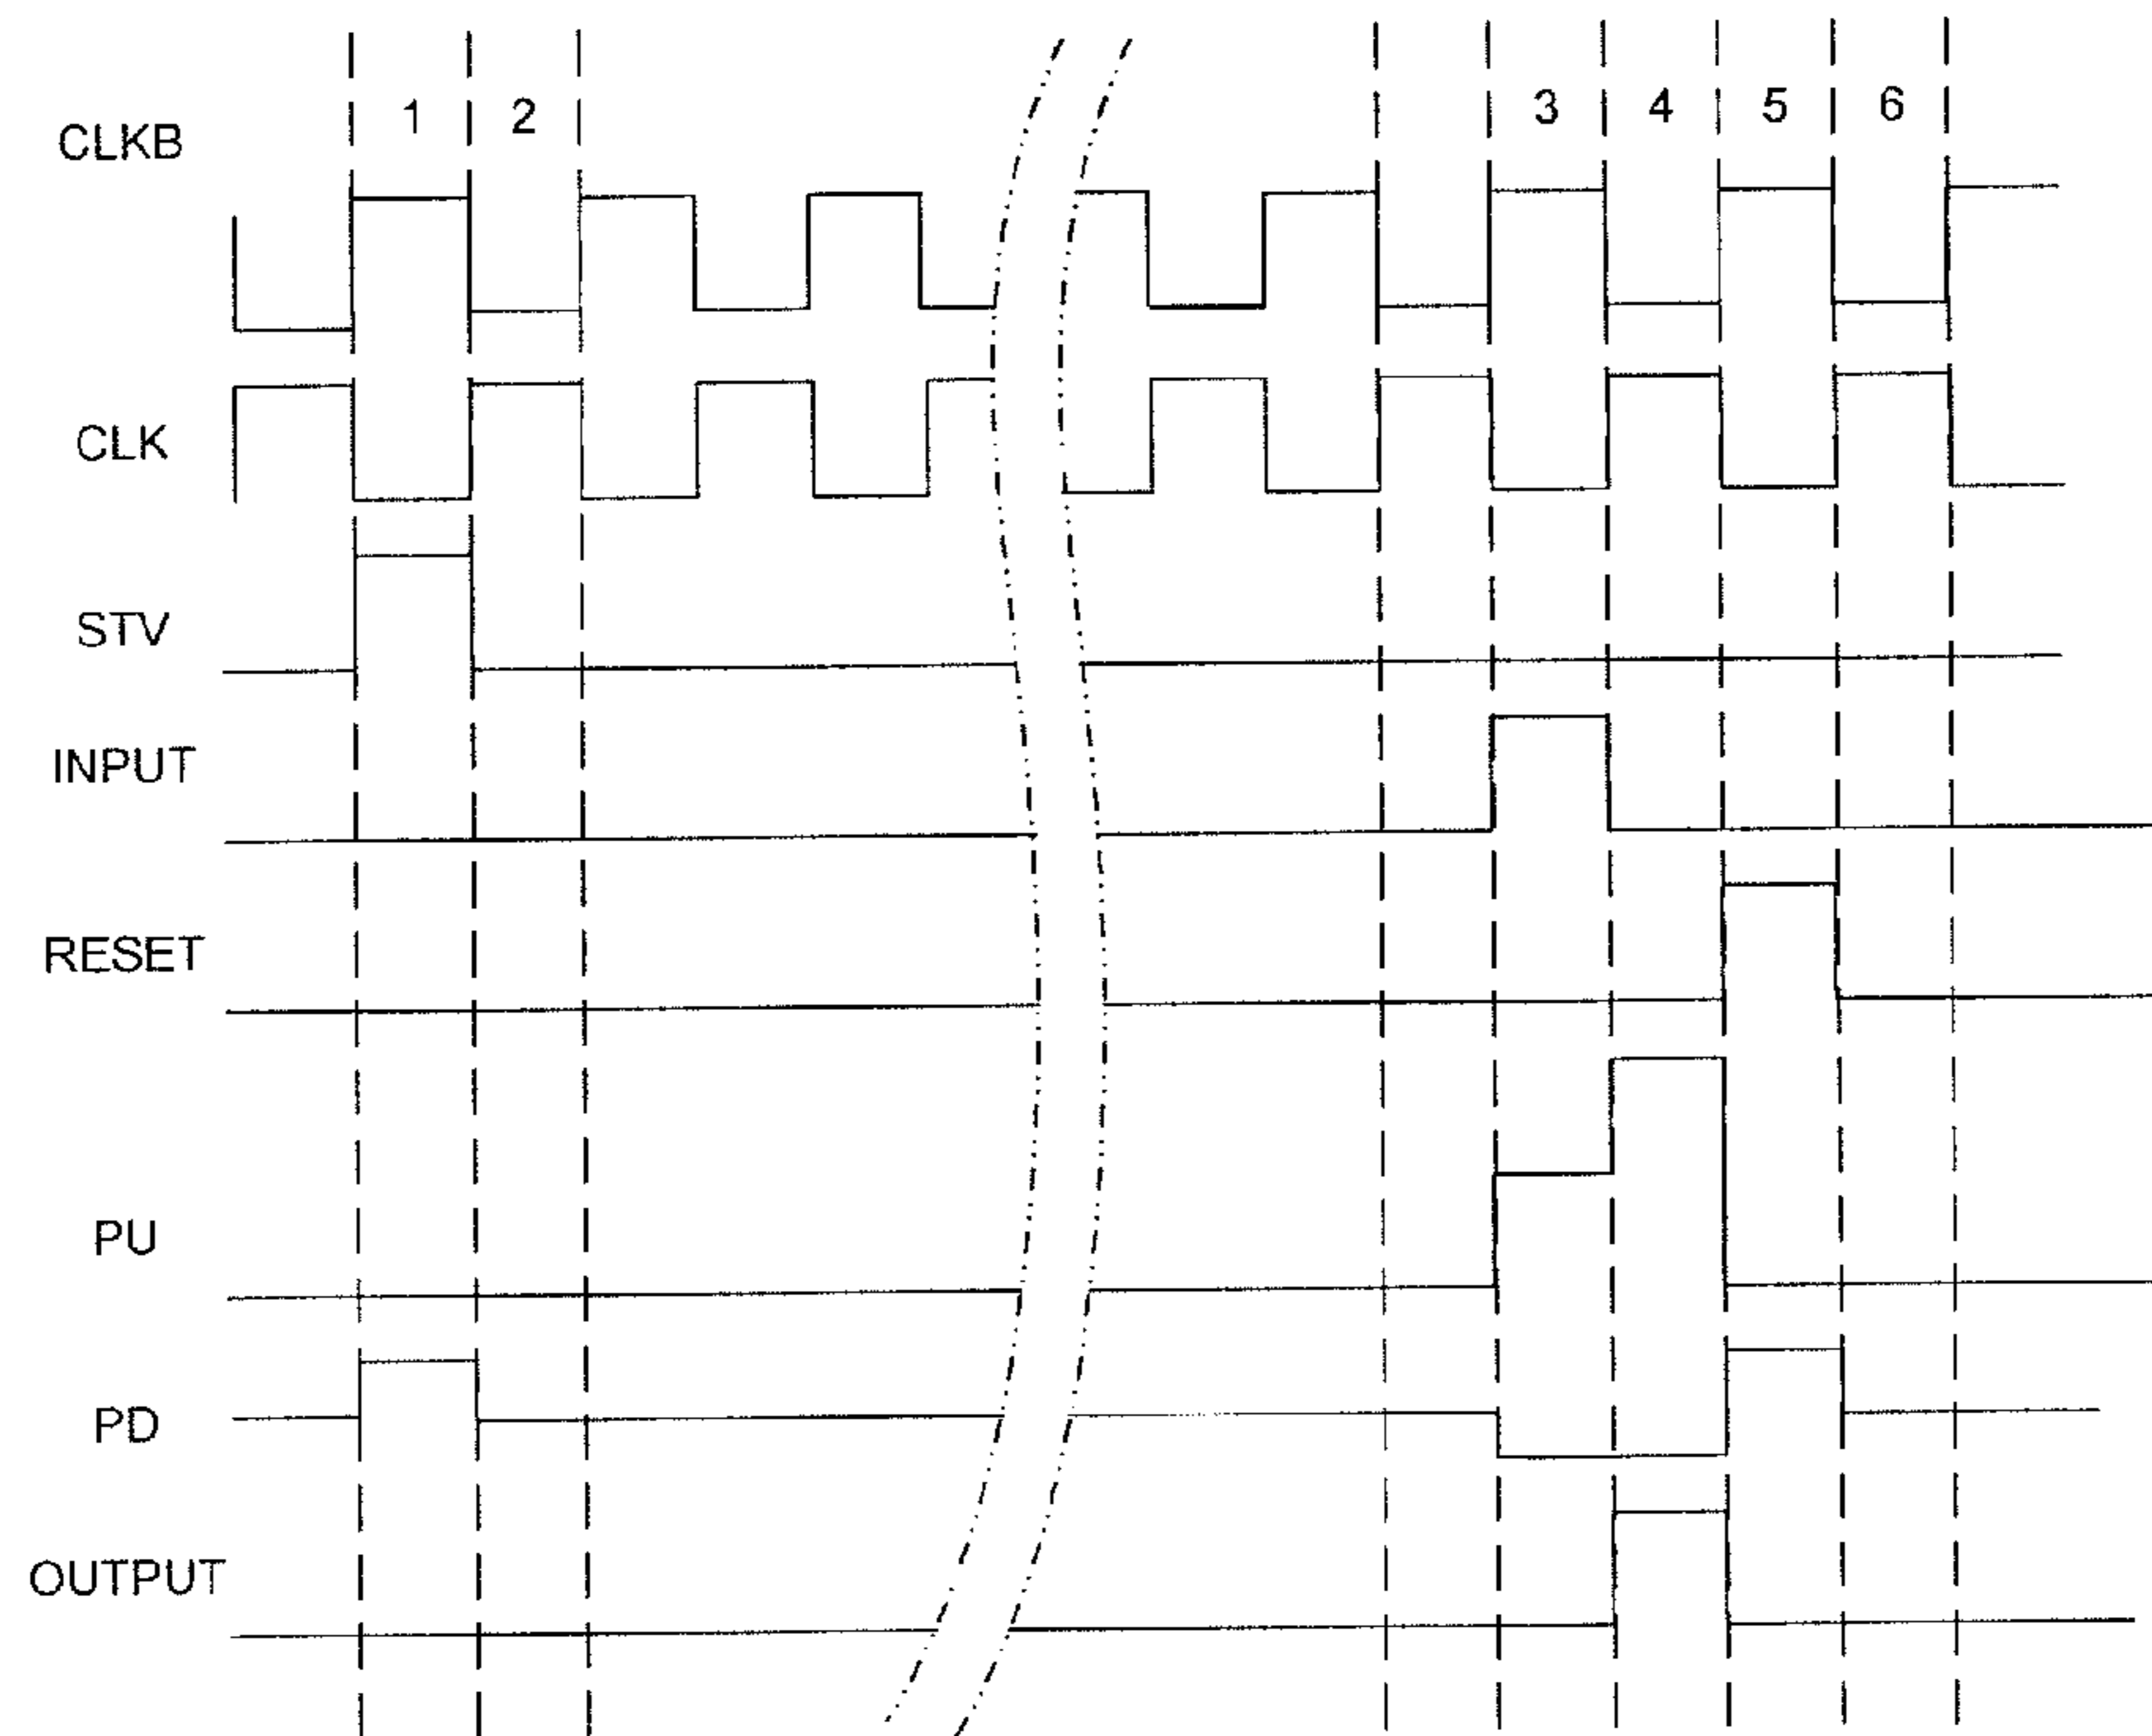 1 2 3 4 5 6
CLKB
CLK
STV
INPUT
RESET
PU
PD
OUTPUT